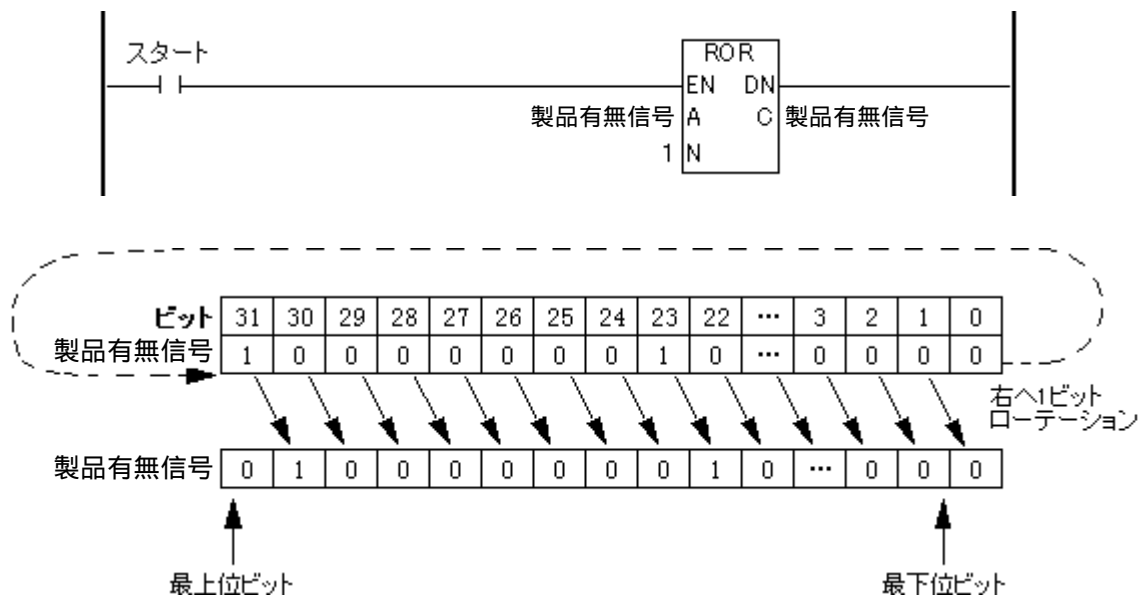 スタート
ROR
EN DN
製品有無信号 A C 製品有無信号
1 N
ビット 31 30 29 28 27 26 25 24 23 22 … 3 2 1 0
製品有無信号 1 0 0 0 0 0 0 0 1 0 … 0 0 0 0
右へ1ビット
ローテーション
製品有無信号 0 1 0 0 0 0 0 0 0 1 0 … 0 0 0
最上位ビット 最下位ビット